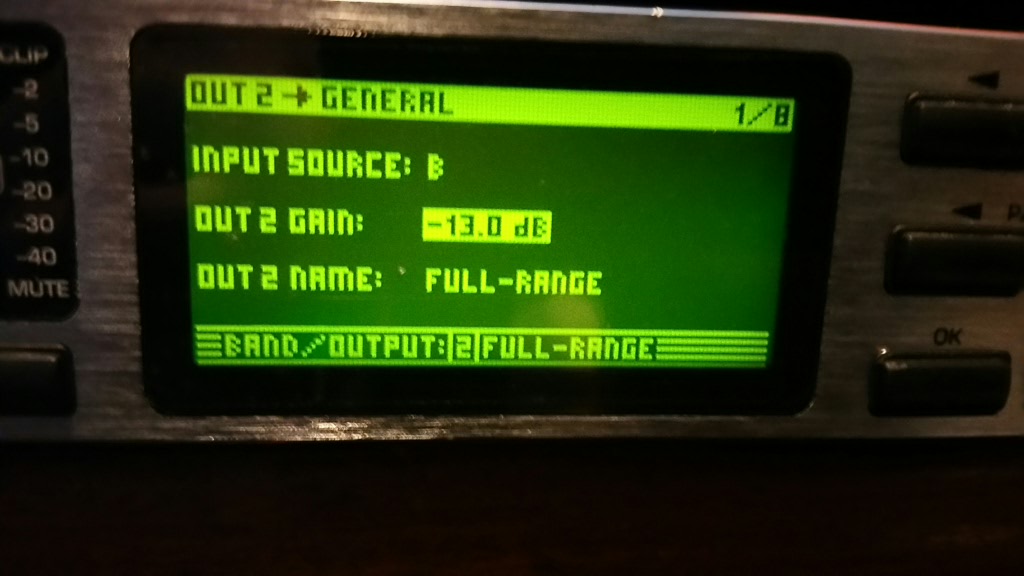 CLIP
-2
-5
-10
-20
-30
-40
MUTE
OUT 2 → GENERAL 1/8
INPUT SOURCE: B
OUT 2 GAIN: -13.0 dB
OUT 2 NAME: FULL-RANGE
BAND/OUTPUT:|2|FULL-RANGE
OK